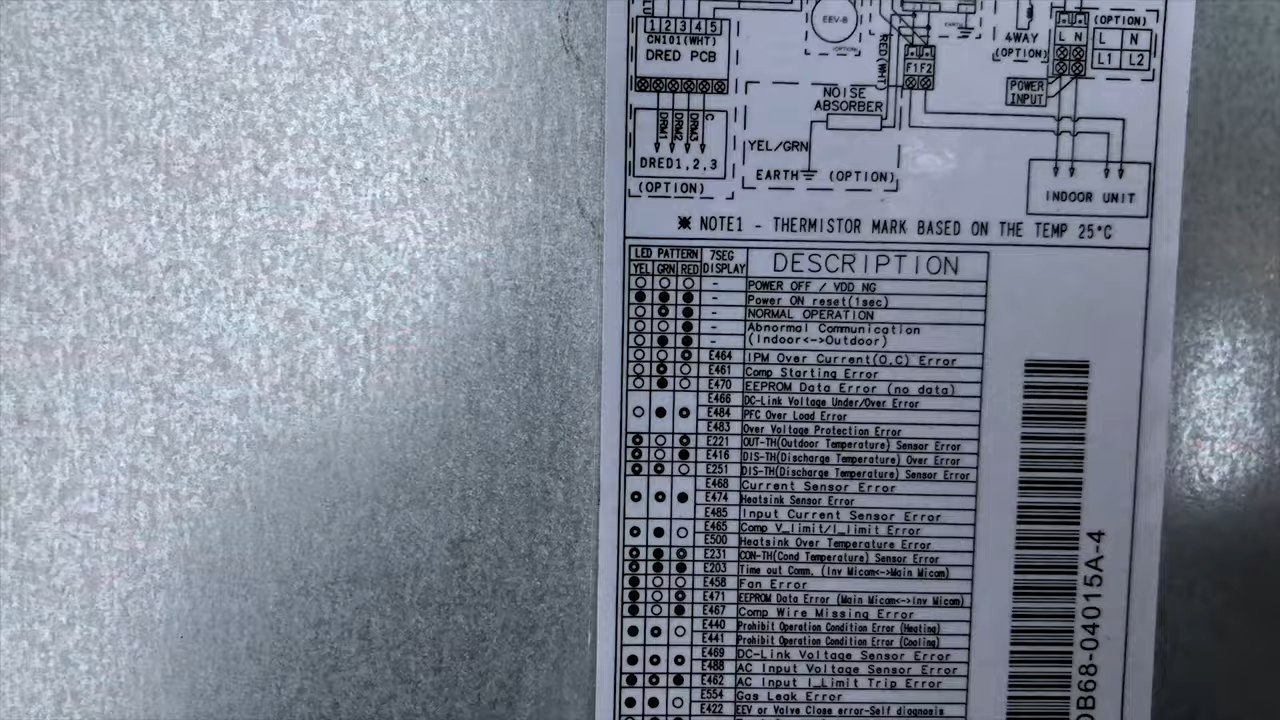 EEV-B
(OPTION)
1 2 3 4 5
CN101(WHT)
DRED PCB
DRM1
DRM2
DRM3
C
DRED1,2,3
(OPTION)
RED(WHT)
EARTH
F1 F2
NOISE
ABSORBER
YEL/GRN
EARTH (OPTION)
4WAY
(OPTION)
L N
(OPTION)
L N
L1 L2
POWER
INPUT
INDOOR UNIT
※ NOTE1 - THERMISTOR MARK BASED ON THE TEMP 25°C
LED PATTERN 7SEG DISPLAY DESCRIPTION
YEL GRN RED
- POWER OFF / VDD NG
- Power ON reset(1sec)
- NORMAL OPERATION
- Abnormal Communication
- (Indoor<->Outdoor)
E464 IPM Over Current(O.C) Error
E461 Comp Starting Error
E470 EEPROM Data Error (no data)
E466 DC-Link Voltage Under/Over Error
E484 PFC Over Load Error
E483 Over Voltage Protection Error
E221 OUT-TH(Outdoor Temperature) Sensor Error
E416 DIS-TH(Discharge Temperature) Over Error
E251 DIS-TH(Discharge Temperature) Sensor Error
E468 Current Sensor Error
E474 Heatsink Sensor Error
E485 Input Current Sensor Error
E465 Comp V_limit/I_limit Error
E500 Heatsink Over Temperature Error
E231 CON-TH(Cond Temperature) Sensor Error
E203 Time out Comm. (Inv Micom<->Main Micom)
E458 Fan Error
E471 EEPROM Data Error (Main Micom<->Inv Micom)
E467 Comp Wire Missing Error
E440 Prohibit Operation Condition Error (Heating)
E441 Prohibit Operation Condition Error (Cooling)
E469 DC-Link Voltage Sensor Error
E488 AC Input Voltage Sensor Error
E462 AC Input I_Limit Trip Error
E554 Gas Leak Error
E422 EEV or Valve Close error-Self diagnosis
DB68-04015A-4